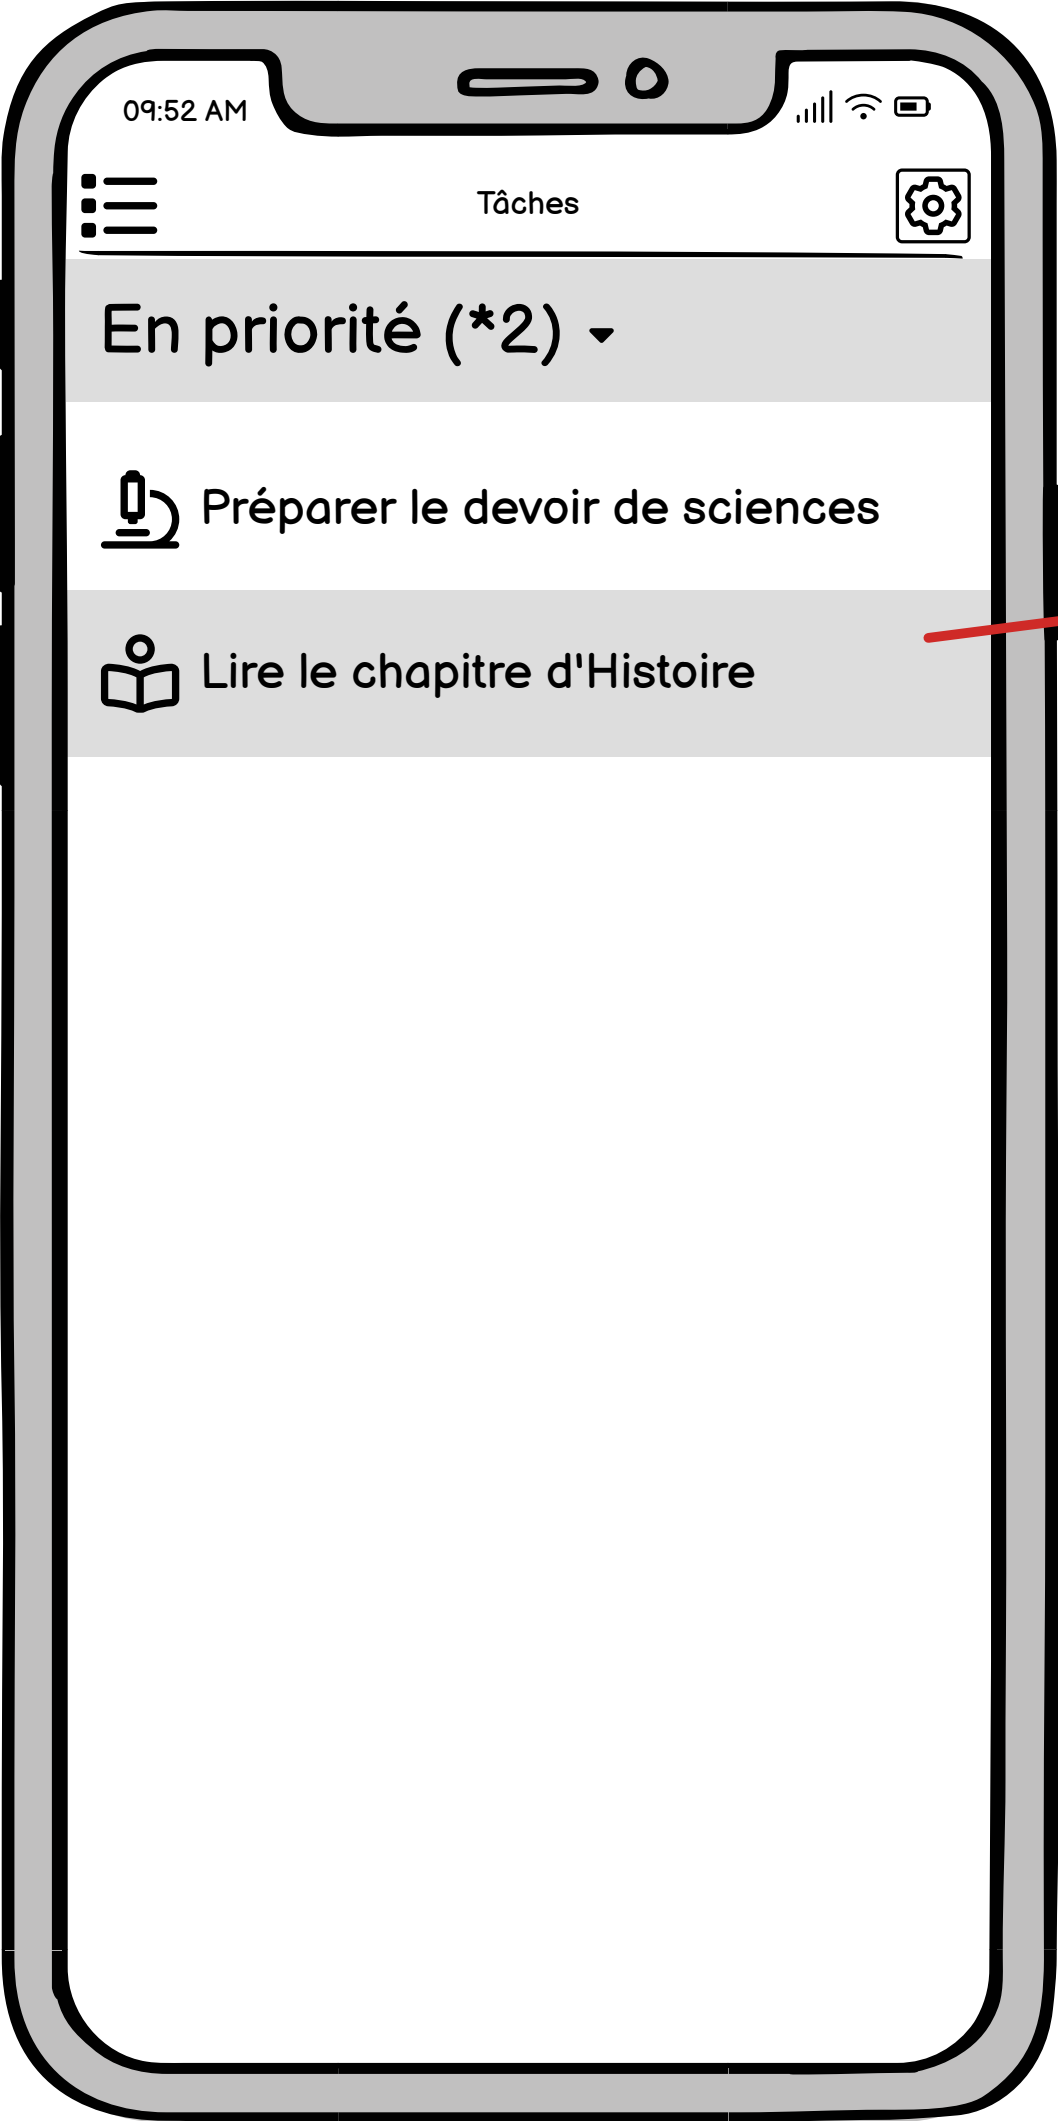 09:52 AM
Tâches
En priorité (*2)
Préparer le devoir de sciences
Lire le chapitre d'Histoire